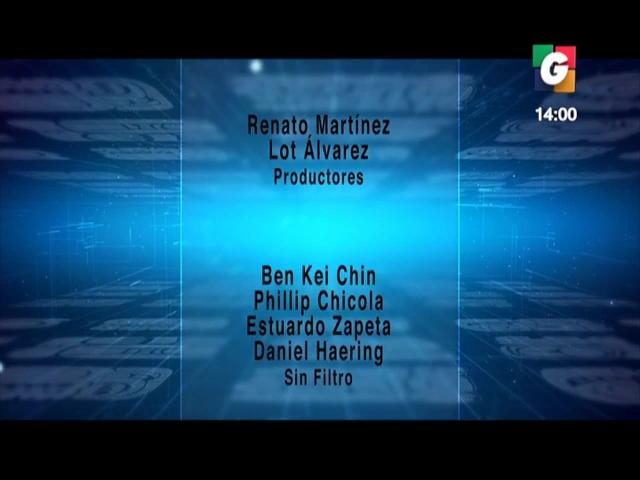 G
14:00
Renato Martínez
Lot Álvarez
Productores
Ben Kei Chin
Phillip Chicola
Estuardo Zapeta
Daniel Haering
Sin Filtro